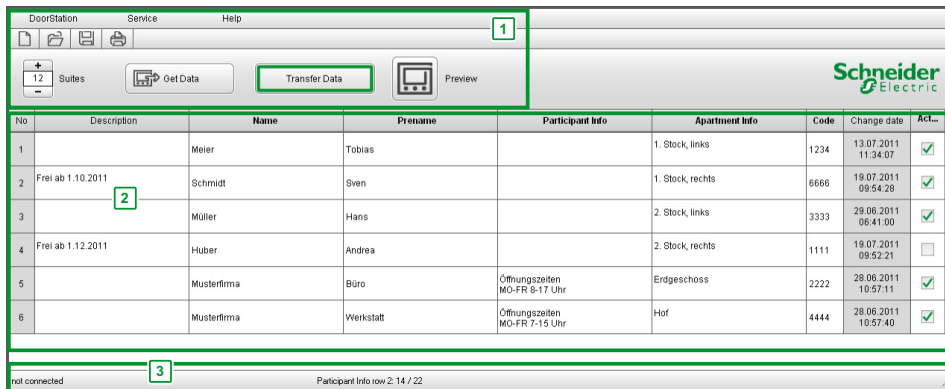 DoorStation Service Help
1
+
12 Suites Get Data Transfer Data Preview
-
Schneider
Electric
No Description Name Prename Participant Info Apartment Info Code Change date Act...
1 Meier Tobias 1. Stock, links 1234 13.07.2011
11:34:07
2 Frei ab 1.10.2011 Schmidt Sven 1. Stock, rechts 6666 19.07.2011
09:54:28
2
3 Müller Hans 2. Stock, links 3333 29.06.2011
06:41:00
4 Frei ab 1.12.2011 Huber Andrea 2. Stock, rechts 1111 19.07.2011
09:52:21
5 Musterfirma Büro Öffnungszeiten Erdgeschoss 2222 28.06.2011
MO-FR 8-17 Uhr 10:57:11
6 Musterfirma Werkstatt Öffnungszeiten Hof 4444 28.06.2011
MO-FR 7-15 Uhr 10:57:40
3
not connected Participant Info row 2: 14 / 22